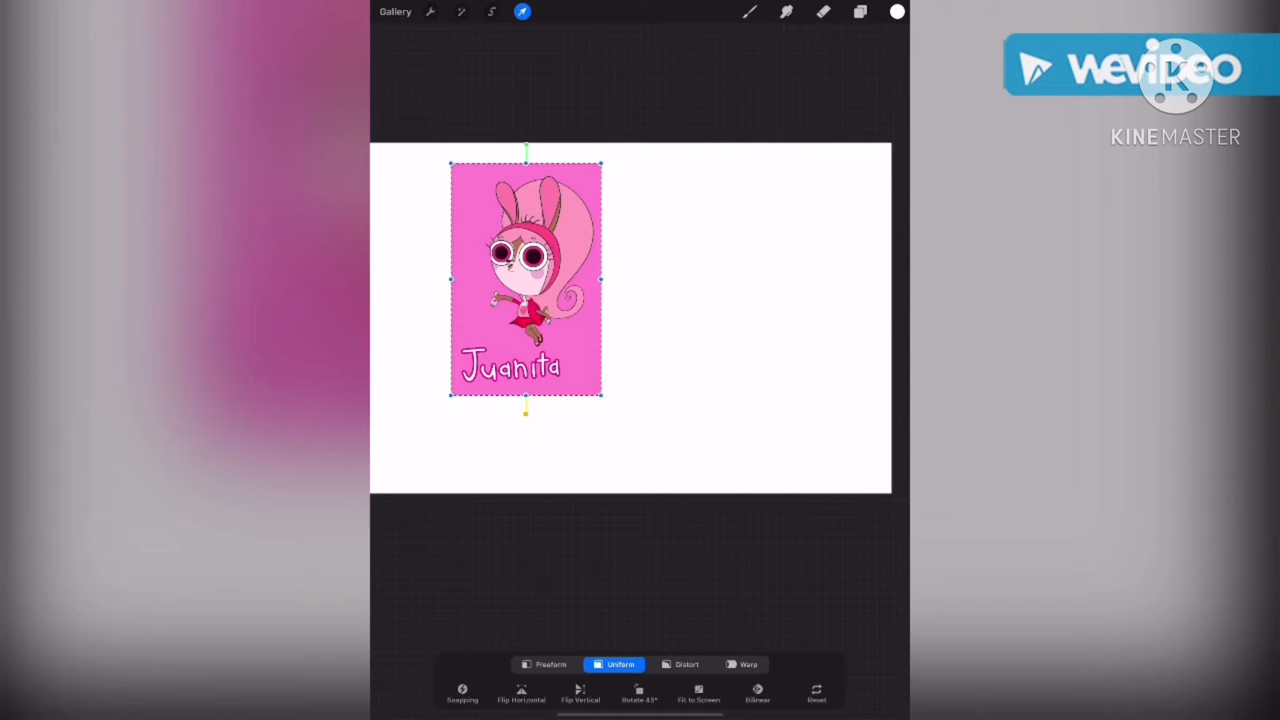 Gallery
WEVIDEO
K
KINEMASTER
Juanita
Freeform Uniform Distort Warp
Snapping Flip Horizontal Flip Vertical Rotate 45° Fit to Screen Bilinear Reset